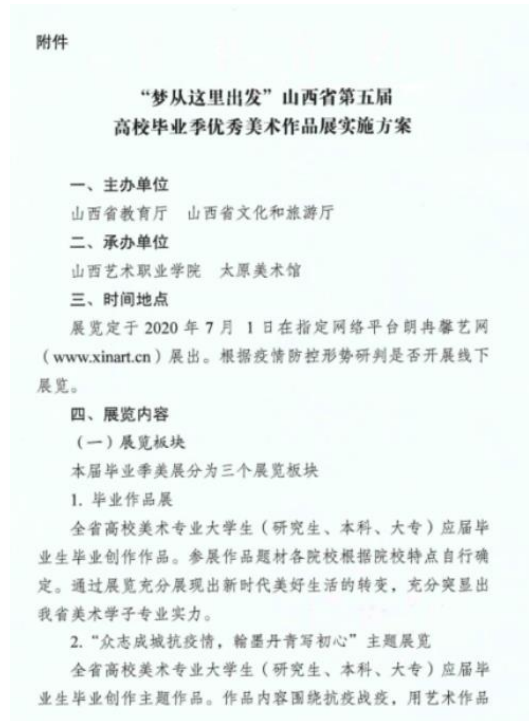 附件
“梦从这里出发”山西省第五届
高校毕业季优秀美术作品展实施方案
一、主办单位
山西省教育厅　山西省文化和旅游厅
二、承办单位
山西艺术职业学院　太原美术馆
三、时间地点
展览定于 2020 年 7 月 1 日在指定网络平台朗冉馨艺网
（www.xinart.cn）展出。根据疫情防控形势研判是否开展线下
展览。
四、展览内容
（一）展览板块
本届毕业季美展分为三个展览板块
1. 毕业作品展
全省高校美术专业大学生（研究生、本科、大专）应届毕
业生毕业创作作品。参展作品题材各院校根据院校特点自行确
定。通过展览充分展现出新时代美好生活的转变，充分突显出
我省美术学子专业实力。
2. “众志成城抗疫情，翰墨丹青写初心”主题展览
全省高校美术专业大学生（研究生、本科、大专）应届毕
业生毕业创作主题作品。作品内容围绕抗疫战疫，用艺术作品